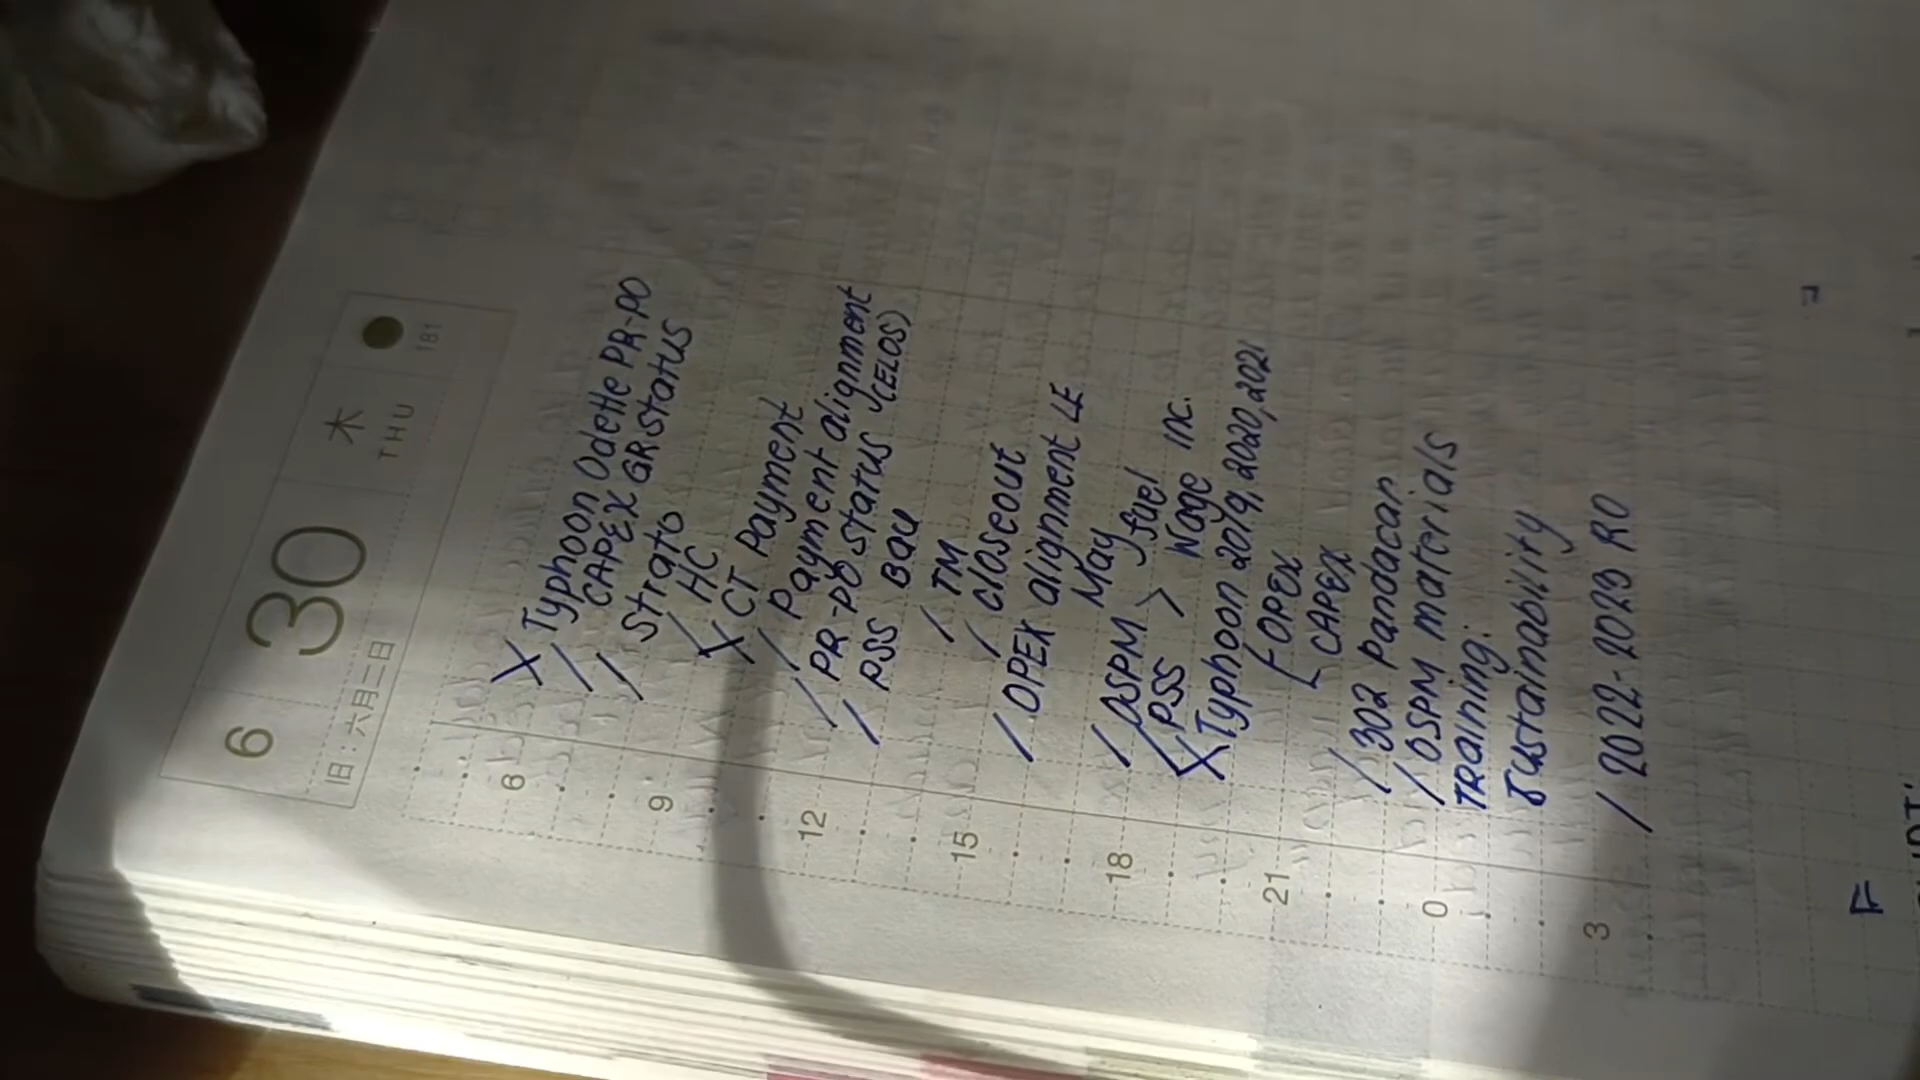 6 30 木
THU
旧:六月二日 181
8
9
12
15
18
21
0
3
X Typhoon Odette PR-PO
/ CAPEX GR Status
/ Strato
/ HC
X CT Payment
/ Payment alignment
/ PR-PO status (CELOS)
/ PSS BAU
/ TM
/ closeout
/ OPEX alignment LE
May
/ OSPM > fuel
/ PSS Wage inc.
X Typhoon 2019, 2020, 2021
[ OPEX
CAPEX
/ 302 Pandacan
/ OSPM materials
TRaining:
Sustainability
/ 2022-2023 RO